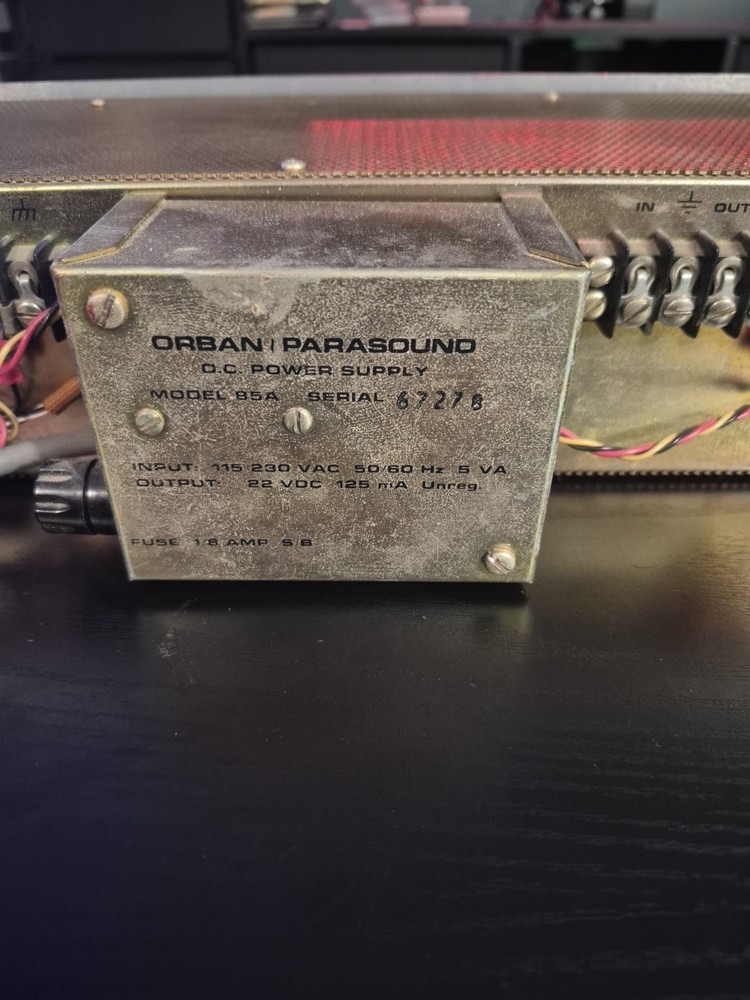 IN OUT
ORBAN | PARASOUND
D.C. POWER SUPPLY
MODEL 85A SERIAL 67278
INPUT: 115/230 VAC 50/60 Hz 5 VA
OUTPUT: 22 VDC 125 mA Unreg.
FUSE 1/8 AMP S/B